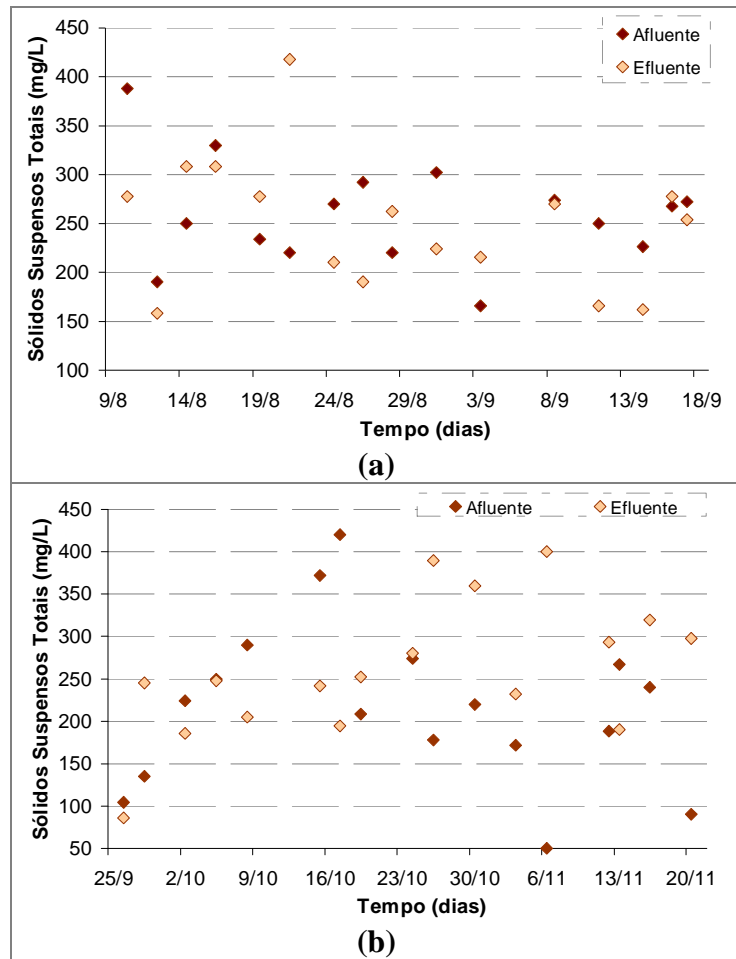 Sólidos Suspensos Totais (mg/L)
450
400
350
300
250
200
150
100
Afluente
Efluente
9/8 14/8 19/8 24/8 29/8 3/9 8/9 13/9 18/9
Tempo (dias)
(a)
Sólidos Suspensos Totais (mg/L)
450
400
350
300
250
200
150
100
50
Afluente Efluente
25/9 2/10 9/10 16/10 23/10 30/10 6/11 13/11 20/11
Tempo (dias)
(b)